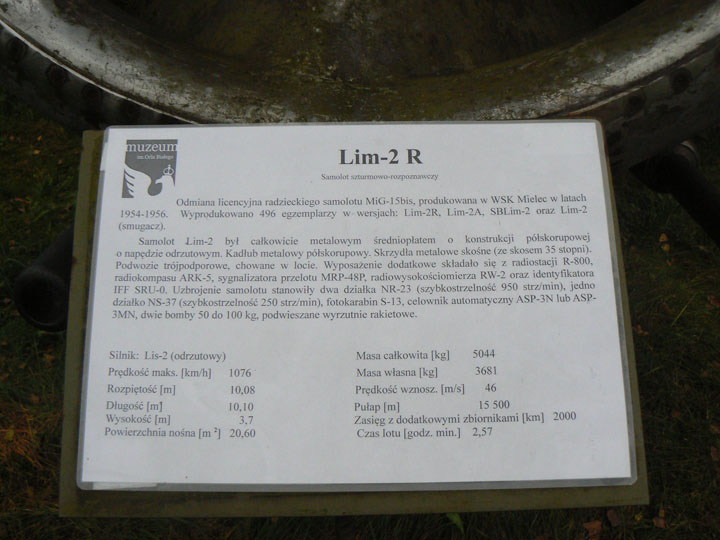 muzeum
im. Orła Białego
Lim-2 R
Samolot szturmowo-rozpoznawczy
Odmiana licencyjna radzieckiego samolotu MiG-15bis, produkowana w WSK Mielec w latach
1954-1956. Wyprodukowano 496 egzemplarzy w wersjach: Lim-2R, Lim-2A, SBLim-2 oraz Lim-2
(smugacz).
Samolot Lim-2 był całkowicie metalowym średniopłatem o konstrukcji półskorupowej
o napędzie odrzutowym. Kadłub metalowy półskorupowy. Skrzydła metalowe skośne (ze skosem 35 stopni).
Podwozie trójpodporowe, chowane w locie. Wyposażenie dodatkowe składało się z radiostacji R-800,
radiokompasu ARK-5, sygnalizatora przelotu MRP-48P, radiowysokościomierza RW-2 oraz identyfikatora
IFF SRU-0. Uzbrojenie samolotu stanowiły dwa działka NR-23 (szybkostrzelność 950 strz/min), jedno
działko NS-37 (szybkostrzelność 250 strz/min), fotokarabin S-13, celownik automatyczny ASP-3N lub ASP-
3MN, dwie bomby 50 do 100 kg, podwieszane wyrzutnie rakietowe.
Silnik: Lis-2 (odrzutowy)
Prędkość maks. [km/h] 1076
Rozpiętość [m] 10,08
Długość [m] 10,10
Wysokość [m] 3,7
Powierzchnia nośna [m ²] 20,60
Masa całkowita [kg] 5044
Masa własna [kg] 3681
Prędkość wznosz. [m/s] 46
Pułap [m] 15 500
Zasięg z dodatkowymi zbiornikami [km] 2000
Czas lotu [godz. min.] 2,57